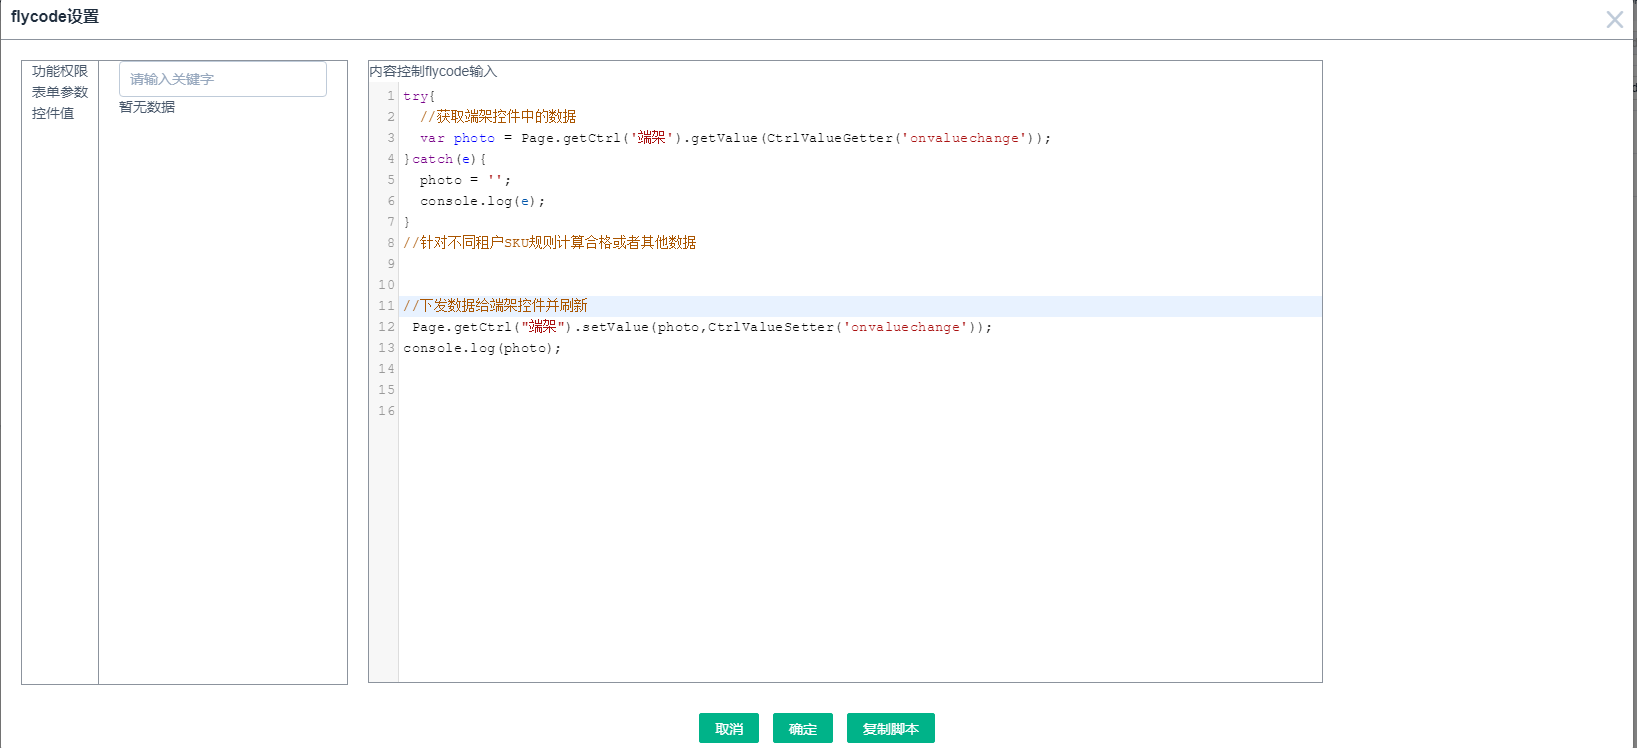 flycode设置
功能权限
表单参数
控件值
请输入关键字
暂无数据
内容控制flycode输入
1 try{
2 //获取端架控件中的数据
3 var photo = Page.getCtrl('端架').getValue(CtrlValueGetter('onvaluechange'));
4 }catch(e){
5 photo = '';
6 console.log(e);
7 }
8 //针对不同租户SKU规则计算合格或者其他数据
9
10
11 //下发数据给端架控件并刷新
12 Page.getCtrl("端架").setValue(photo,CtrlValueSetter('onvaluechange'));
13 console.log(photo);
14
15
16
取消
确定
复制脚本